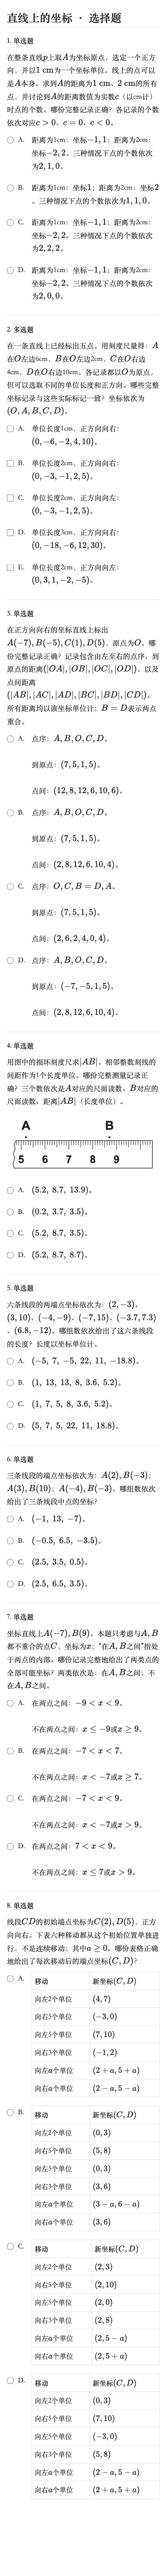 直线上的坐标 · 选择题
1. 单选题
在整条直线p上取A为坐标原点，选定一个正方
向，并以1 cm为一个坐标单位。线上的点可以
是A本身。求到A的距离为1 cm、2 cm的所有
点，并讨论到A的距离数值为实数c（以cm计）
时点的个数。哪份完整记录正确？各记录的个数
依次对应c > 0、c = 0、c < 0。
A. 距离为1cm：坐标−1, 1；距离为2cm：
坐标−2, 2。三种情况下点的个数依次
为2, 1, 0。
B. 距离为1cm：坐标1；距离为2cm：坐标2
。三种情况下点的个数依次为1, 1, 0。
C. 距离为1cm：坐标−1, 1；距离为2cm：
坐标−2, 2。三种情况下点的个数依次
为2, 2, 2。
D. 距离为1cm：坐标−1, 1；距离为2cm：
坐标−2, 2。三种情况下点的个数依次
为2, 0, 0。
2. 多选题
在一条直线上已经标出五点。用刻度尺量得：A
在O左边6cm，B在O左边2cm，C在O右边
4cm，D在O右边10cm。各记录都以O为原点，
但可以选取不同的单位长度和正方向。哪些完整
坐标记录与这些实际标记一致？坐标依次为
(O, A, B, C, D)。
A. 单位长度1cm，正方向向右：
(0, −6, −2, 4, 10)。
B. 单位长度2cm，正方向向右：
(0, −3, −1, 2, 5)。
C. 单位长度2cm，正方向向左：
(0, −3, −1, 2, 5)。
D. 单位长度3cm，正方向向右：
(0, −18, −6, 12, 30)。
E. 单位长度2cm，正方向向左：
(0, 3, 1, −2, −5)。
3. 单选题
在正方向向右的坐标直线上标出
A(−7), B(−5), C(1), D(5)，原点为O。哪
份完整记录正确？记录包含由左至右的点序、到
原点的距离(|OA|, |OB|, |OC|, |OD|)，以及
点间距离
(|AB|, |AC|, |AD|, |BC|, |BD|, |CD|)。
所有距离均以该坐标单位计；B = D表示两点
重合。
A. 点序：A, B, O, C, D。
到原点：(7, 5, 1, 5)。
点间：(12, 8, 12, 6, 10, 6)。
B. 点序：A, B, O, C, D。
到原点：(7, 5, 1, 5)。
点间：(2, 8, 12, 6, 10, 4)。
C. 点序：O, C, B = D, A。
到原点：(7, 5, 1, 5)。
点间：(2, 6, 2, 4, 0, 4)。
D. 点序：A, B, O, C, D。
到原点：(−7, −5, 1, 5)。
点间：(2, 8, 12, 6, 10, 4)。
4. 单选题
用图中的损坏刻度尺求|AB|。相邻整数刻线的
间距作为1个长度单位。哪份完整测量记录正
确？三个数依次是A对应的尺面读数、B对应的
尺面读数、距离|AB|（长度单位）。
A B
5 6 7 8 9
A. (5.2, 8.7, 13.9)。
B. (0.2, 3.7, 3.5)。
C. (5.2, 8.7, 3.5)。
D. (5.2, 8.7, 8.7)。
5. 单选题
六条线段的两端点坐标依次为：(2, −3)、
(3, 10)、(−4, −9)、(−7, 15)、(−3.7, 7.3)
、(6.8, −12)。哪组数依次给出了这六条线段
的长度？长度以坐标单位计。
A. (−5, 7, −5, 22, 11, −18.8)。
B. (1, 13, 13, 8, 3.6, 5.2)。
C. (1, 7, 5, 8, 3.6, 5.2)。
D. (5, 7, 5, 22, 11, 18.8)。
6. 单选题
三条线段的端点坐标依次为：A(2), B(−3)；
A(3), B(10)；A(−4), B(−3)。哪组数依次
给出了三条线段中点的坐标？
A. (−1, 13, −7)。
B. (−0.5, 6.5, −3.5)。
C. (2.5, 3.5, 0.5)。
D. (2.5, 6.5, 3.5)。
7. 单选题
坐标直线上A(−7), B(9)。本题只考虑与A, B
都不重合的点C，坐标为x；“在A, B之间”指处
于两点的内部。哪份记录完整地给出了两类点的
全部可能坐标？两类依次是：在A, B之间；不
在A, B之间。
A. 在两点之间：−9 < x < 9。
不在两点之间：x ≤ −9或x ≥ 9。
B. 在两点之间：−7 < x < 7。
不在两点之间：x < −7或x ≥ 7。
C. 在两点之间：−7 < x < 9。
不在两点之间：x < −7或x > 9。
D. 在两点之间：7 < x < 9。
不在两点之间：x ≤ 7或x > 9。
8. 单选题
线段CD的初始端点坐标为C(2), D(5)，正方
向向右。下表六种移动都从这个初始位置单独进
行，不是连续移动；其中a ≥ 0。哪份表格正确
地给出了每次移动后的端点坐标(C, D)？
A. 移动 新坐标(C, D)
向左2个单位 (4, 7)
向右5个单位 (−3, 0)
向左5个单位 (7, 10)
向右3个单位 (−1, 2)
向左a个单位 (2 + a, 5 + a)
向右a个单位 (2 − a, 5 − a)
B. 移动 新坐标(C, D)
向左2个单位 (0, 3)
向右5个单位 (5, 8)
向左5个单位 (0, 3)
向右3个单位 (3, 6)
向左a个单位 (3 − a, 6 − a)
向右a个单位 (3, 6)
C. 移动 新坐标(C, D)
向左2个单位 (2, 3)
向右5个单位 (2, 10)
向左5个单位 (2, 0)
向右3个单位 (2, 8)
向左a个单位 (2, 5 − a)
向右a个单位 (2, 5 + a)
D. 移动 新坐标(C, D)
向左2个单位 (0, 3)
向右5个单位 (7, 10)
向左5个单位 (−3, 0)
向右3个单位 (5, 8)
向左a个单位 (2 − a, 5 − a)
向右a个单位 (2 + a, 5 + a)